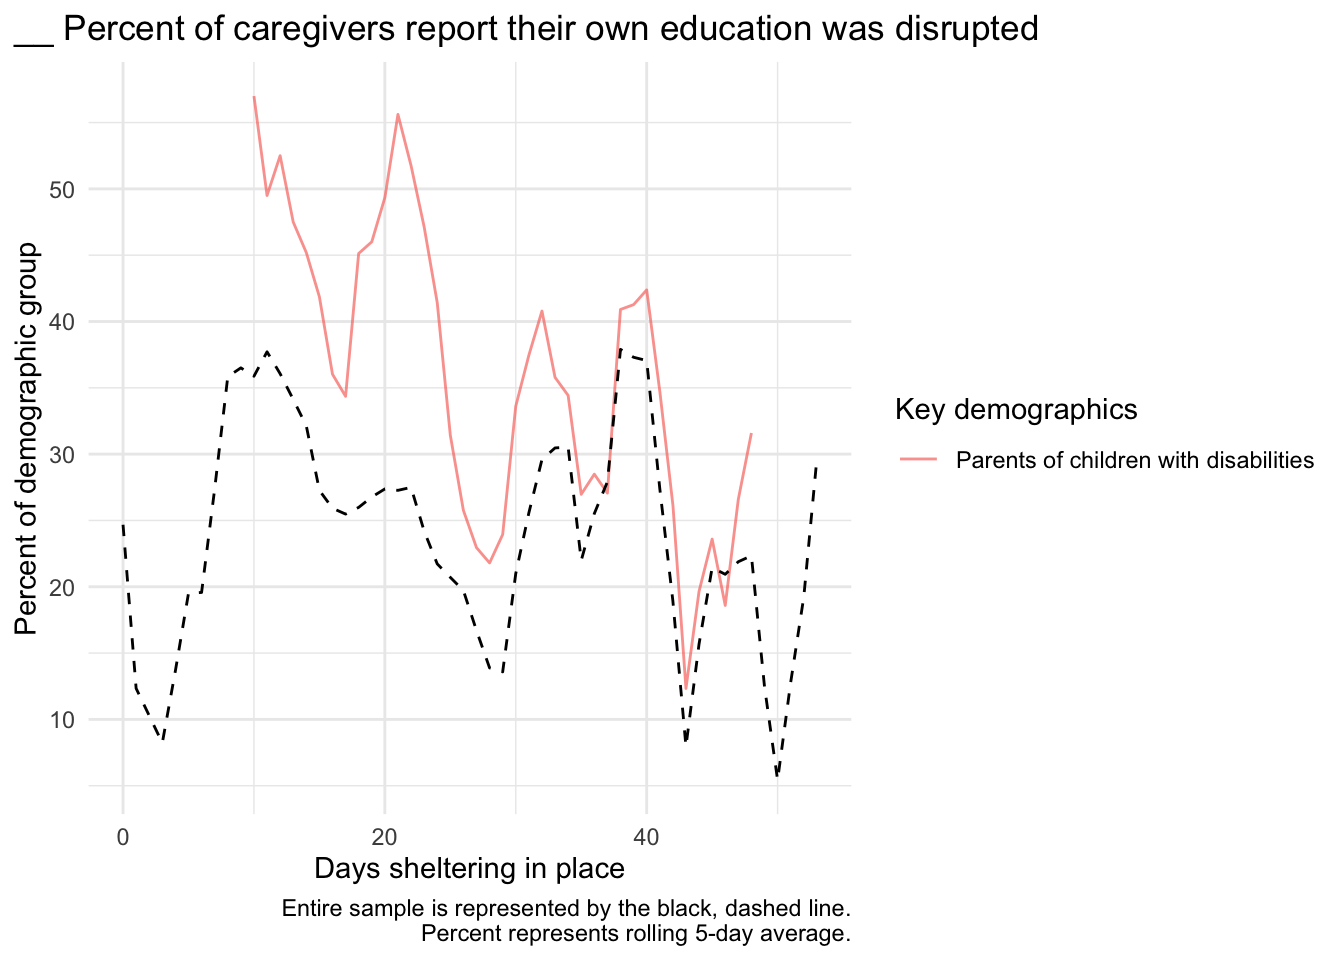 __ Percent of caregivers report their own education was disrupted
Percent of demographic group
50
40
30
20
10
0
20
40
Days sheltering in place
Key demographics
Parents of children with disabilities
Entire sample is represented by the black, dashed line.
Percent represents rolling 5-day average.